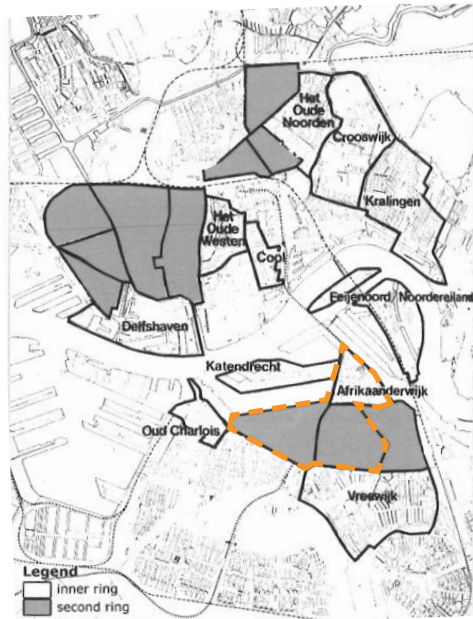 Het
Oude
Noorden
Crooswijk
Kralingen
Het
Oude
Westen
Cool
Feijenoord
Noordereiland
Delfshaven
Katendrecht
Afrikaanderwijk
Oud Charlois
Vreewijk
Legend
inner ring
second ring